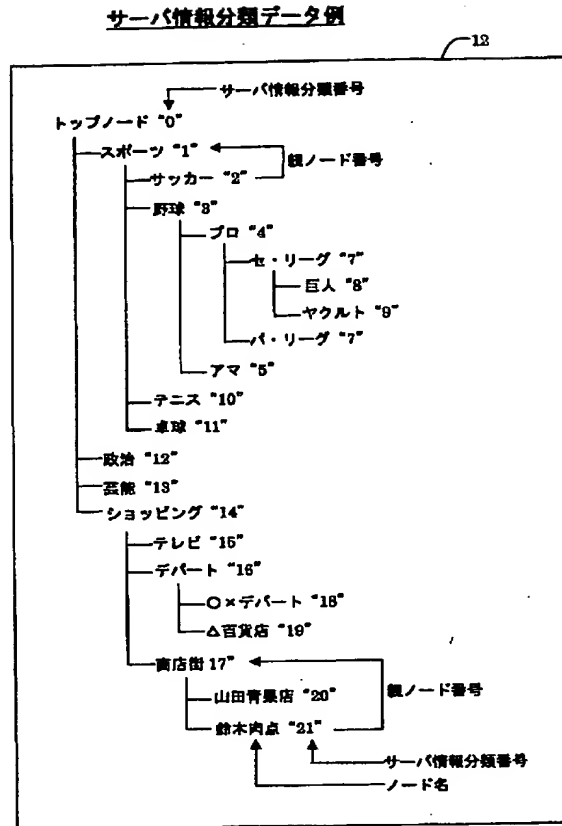 サーバ情報分類データ例
12
サーバ情報分類番号
トップノード "0"
スポーツ "1"
親ノード番号
サッカー "2"
野球 "3"
プロ "4"
セ・リーグ "7"
巨人 "8"
ヤクルト "9"
パ・リーグ "7"
アマ "5"
テニス "10"
卓球 "11"
政治 "12"
芸能 "13"
ショッピング "14"
テレビ "15"
デパート "16"
○×デパート "18"
△百貨店 "19"
商店街 17"
親ノード番号
山田青果店 "20"
鈴木肉点 "21"
サーバ情報分類番号
ノード名